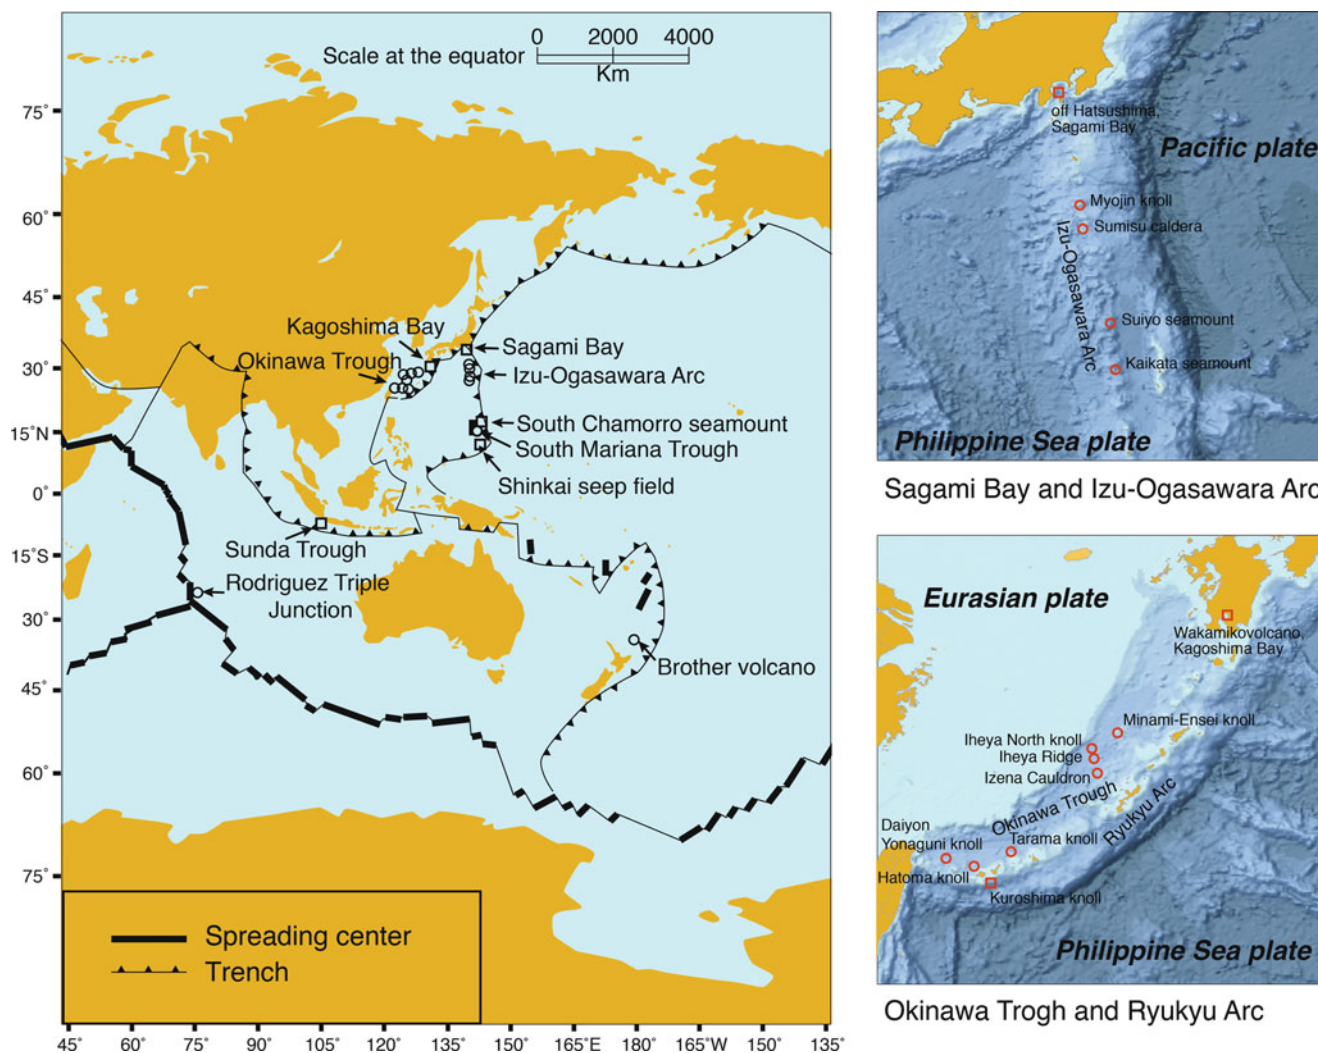 Scale at the equator
0 2000 4000
Km
75°
60°
45°
30°
15°N
0°
15°S
30°
45°
60°
75°
Kagoshima Bay
Okinawa Trough
Sagami Bay
Izu-Ogasawara Arc
South Chamorro seamount
South Mariana Trough
Shinkai seep field
Sunda Trough
Rodriguez Triple
Junction
Brother volcano
Spreading center
Trench
45° 60° 75° 90° 105° 120° 135° 150° 165°E 180° 165°W 150° 135°
off Hatsushima,
Sagami Bay
Pacific plate
Myojin knoll
Sumisu caldera
Izu-Ogasawara Arc
Suiyo seamount
Kaikata seamount
Philippine Sea plate
Sagami Bay and Izu-Ogasawara Arc
Eurasian plate
Wakamikovolcano,
Kagoshima Bay
Minami-Ensei knoll
Iheya North knoll
Iheya Ridge
Izena Cauldron
Okinawa Trough
Ryukyu Arc
Daiyon
Yonaguni knoll
Tarama knoll
Hatoma knoll
Kuroshima knoll
Philippine Sea plate
Okinawa Trogh and Ryukyu Arc